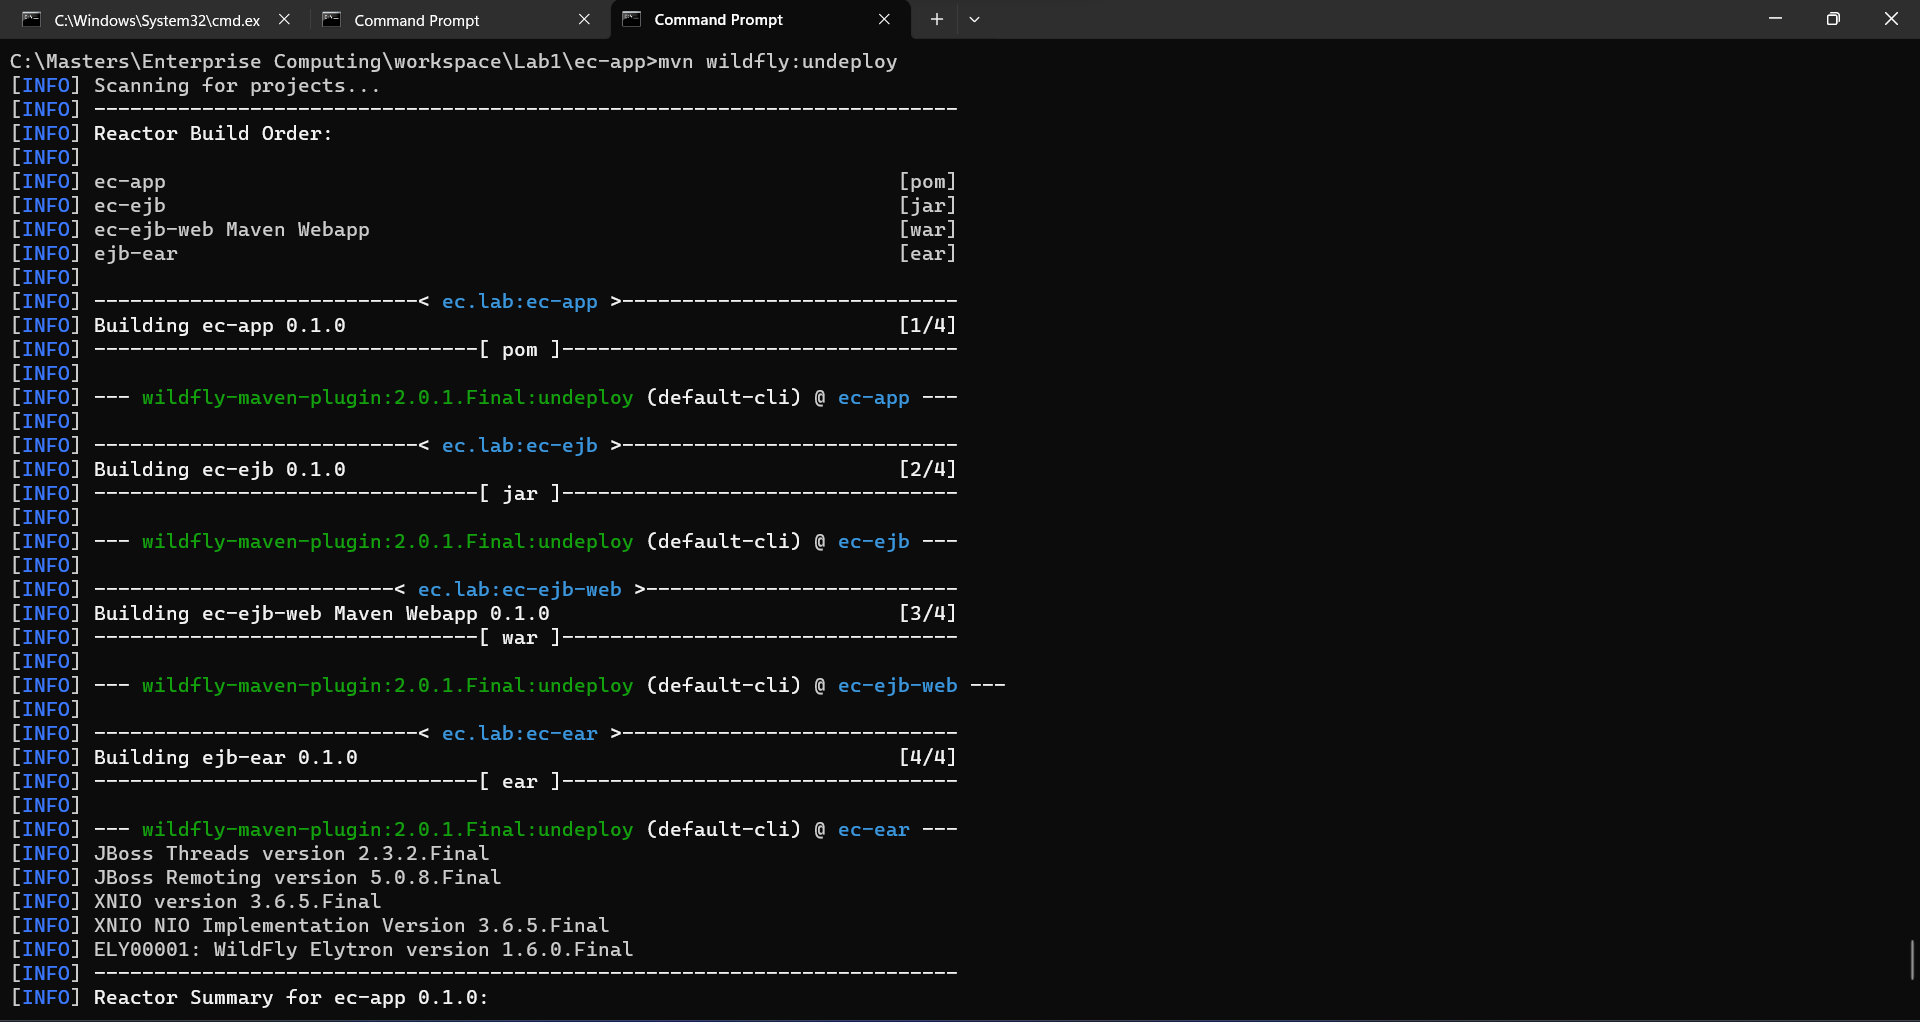 C:\Windows\System32\cmd.ex
Command Prompt
Command Prompt
C:\Masters\Enterprise Computing\workspace\Lab1\ec-app>mvn wildfly:undeploy
[INFO] Scanning for projects...
[INFO] ------------------------------------------------------------------------
[INFO] Reactor Build Order:
[INFO]
[INFO] ec-app [pom]
[INFO] ec-ejb [jar]
[INFO] ec-ejb-web Maven Webapp [war]
[INFO] ejb-ear [ear]
[INFO]
[INFO] ---------------------------< ec.lab:ec-app >----------------------------
[INFO] Building ec-app 0.1.0 [1/4]
[INFO] --------------------------------[ pom ]---------------------------------
[INFO]
[INFO] --- wildfly-maven-plugin:2.0.1.Final:undeploy (default-cli) @ ec-app ---
[INFO]
[INFO] ---------------------------< ec.lab:ec-ejb >----------------------------
[INFO] Building ec-ejb 0.1.0 [2/4]
[INFO] --------------------------------[ jar ]---------------------------------
[INFO]
[INFO] --- wildfly-maven-plugin:2.0.1.Final:undeploy (default-cli) @ ec-ejb ---
[INFO]
[INFO] -------------------------< ec.lab:ec-ejb-web >--------------------------
[INFO] Building ec-ejb-web Maven Webapp 0.1.0 [3/4]
[INFO] --------------------------------[ war ]---------------------------------
[INFO]
[INFO] --- wildfly-maven-plugin:2.0.1.Final:undeploy (default-cli) @ ec-ejb-web ---
[INFO]
[INFO] ---------------------------< ec.lab:ec-ear >----------------------------
[INFO] Building ejb-ear 0.1.0 [4/4]
[INFO] --------------------------------[ ear ]---------------------------------
[INFO]
[INFO] --- wildfly-maven-plugin:2.0.1.Final:undeploy (default-cli) @ ec-ear ---
[INFO] JBoss Threads version 2.3.2.Final
[INFO] JBoss Remoting version 5.0.8.Final
[INFO] XNIO version 3.6.5.Final
[INFO] XNIO NIO Implementation Version 3.6.5.Final
[INFO] ELY00001: WildFly Elytron version 1.6.0.Final
[INFO] ------------------------------------------------------------------------
[INFO] Reactor Summary for ec-app 0.1.0: